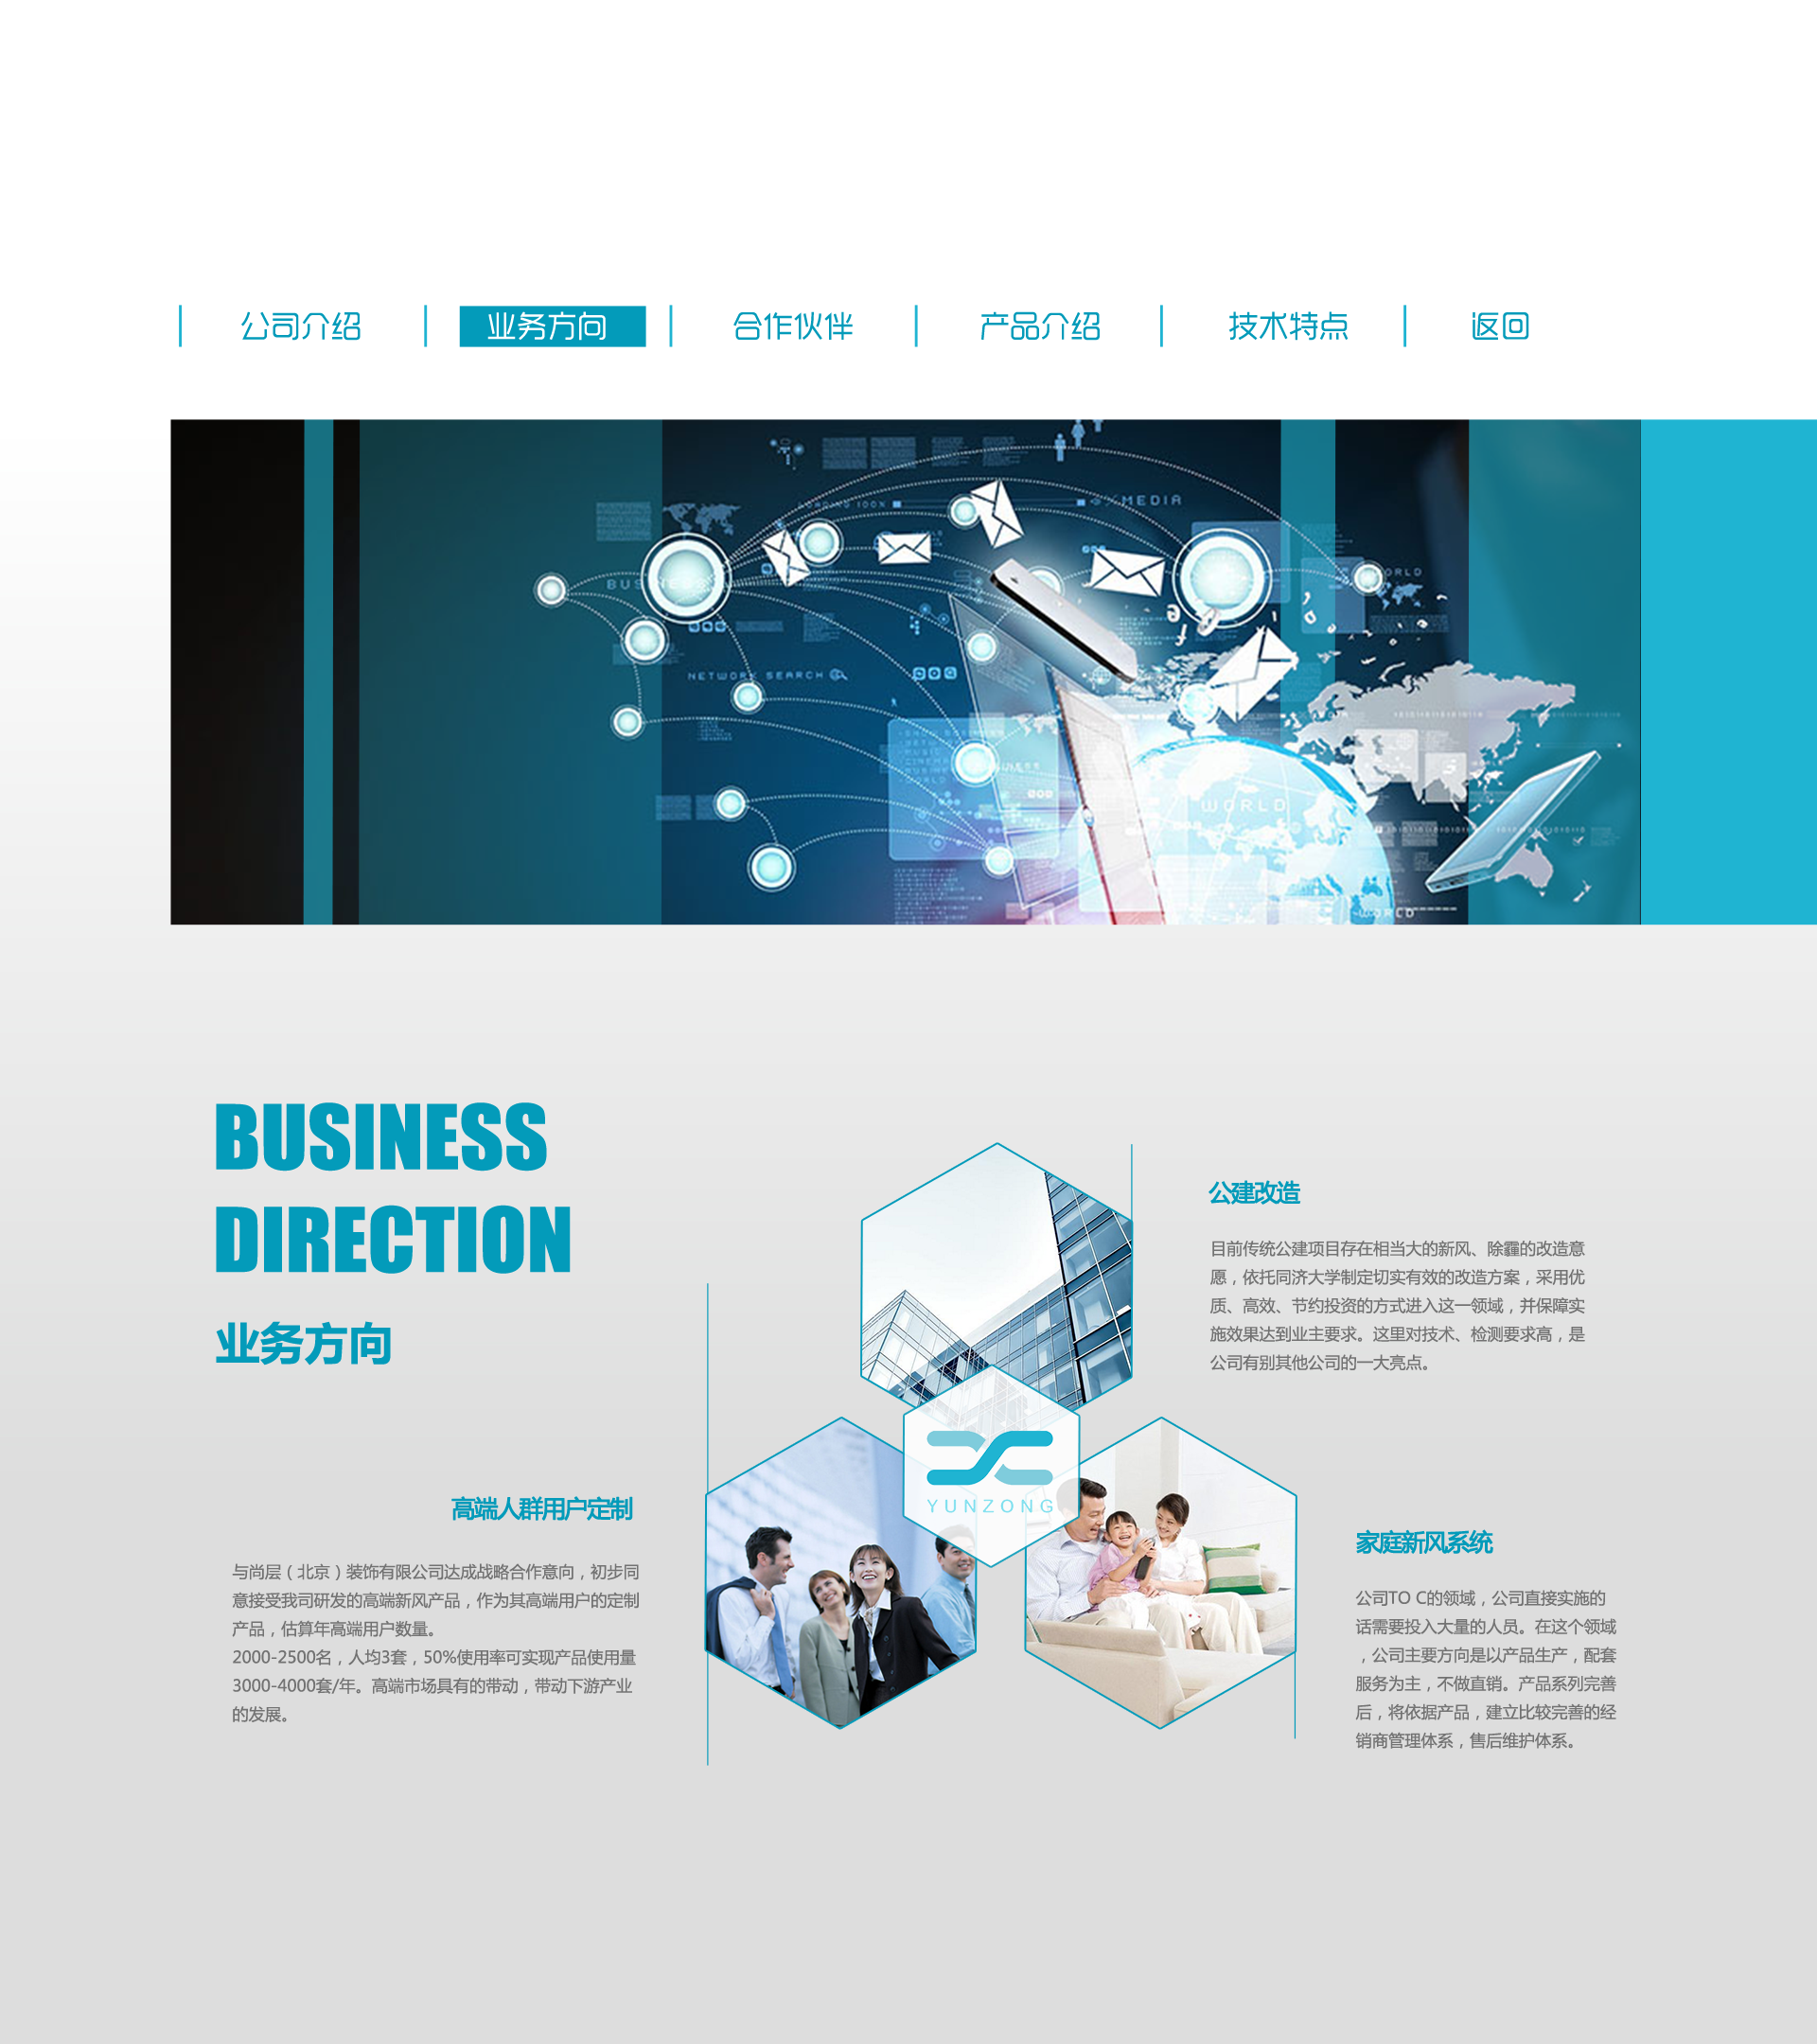 公司介绍
业务方向
合作伙伴
产品介绍
技术特点
返回
MEDIA
NETWORK SEARCH
WORLD
WORLD
BUSINESS
DIRECTION
业务方向
公建改造
目前传统公建项目存在相当大的新风、除霾的改造意
愿，依托同济大学制定切实有效的改造方案，采用优
质、高效、节约投资的方式进入这一领域，并保障实
施效果达到业主要求。这里对技术、检测要求高，是
公司有别其他公司的一大亮点。
YUNZONG
高端人群用户定制
与尚层（北京）装饰有限公司达成战略合作意向，初步同
意接受我司研发的高端新风产品，作为其高端用户的定制
产品，估算年高端用户数量。
2000-2500名，人均3套，50%使用率可实现产品使用量
3000-4000套/年。高端市场具有的带动，带动下游产业
的发展。
家庭新风系统
公司TO C的领域，公司直接实施的
话需要投入大量的人员。在这个领域
，公司主要方向是以产品生产，配套
服务为主，不做直销。产品系列完善
后，将依据产品，建立比较完善的经
销商管理体系，售后维护体系。